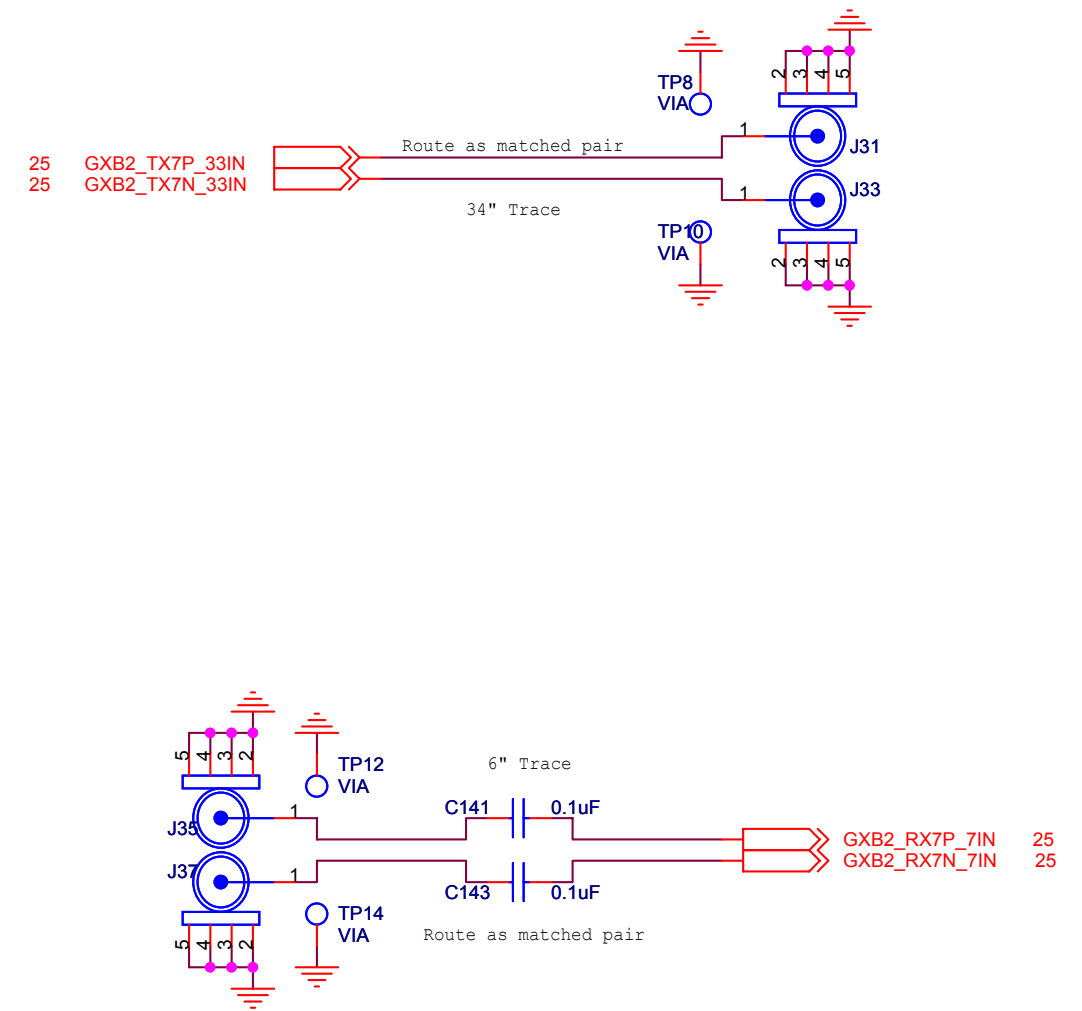 2 3 4 5
TP8
VIA
1
J31
Route as matched pair
25 GXB2_TX7P_33IN
25 GXB2_TX7N_33IN
1
J33
34" Trace
TP10
VIA
2 3 4 5
5 4 3 2
TP12
VIA
6" Trace
1
J35
C141 0.1uF
GXB2_RX7P_7IN 25
GXB2_RX7N_7IN 25
J37
1
C143 0.1uF
TP14
VIA
Route as matched pair
5 4 3 2